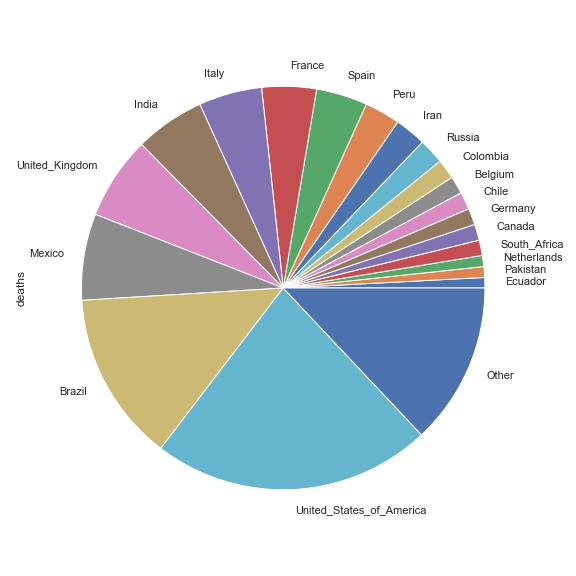 France
Italy
Spain
Peru
India
Iran
Russia
Colombia
United_Kingdom
Belgium
Chile
Germany
Canada
South_Africa
Mexico
Netherlands
Pakistan
Ecuador
deaths
Other
Brazil
United_States_of_America